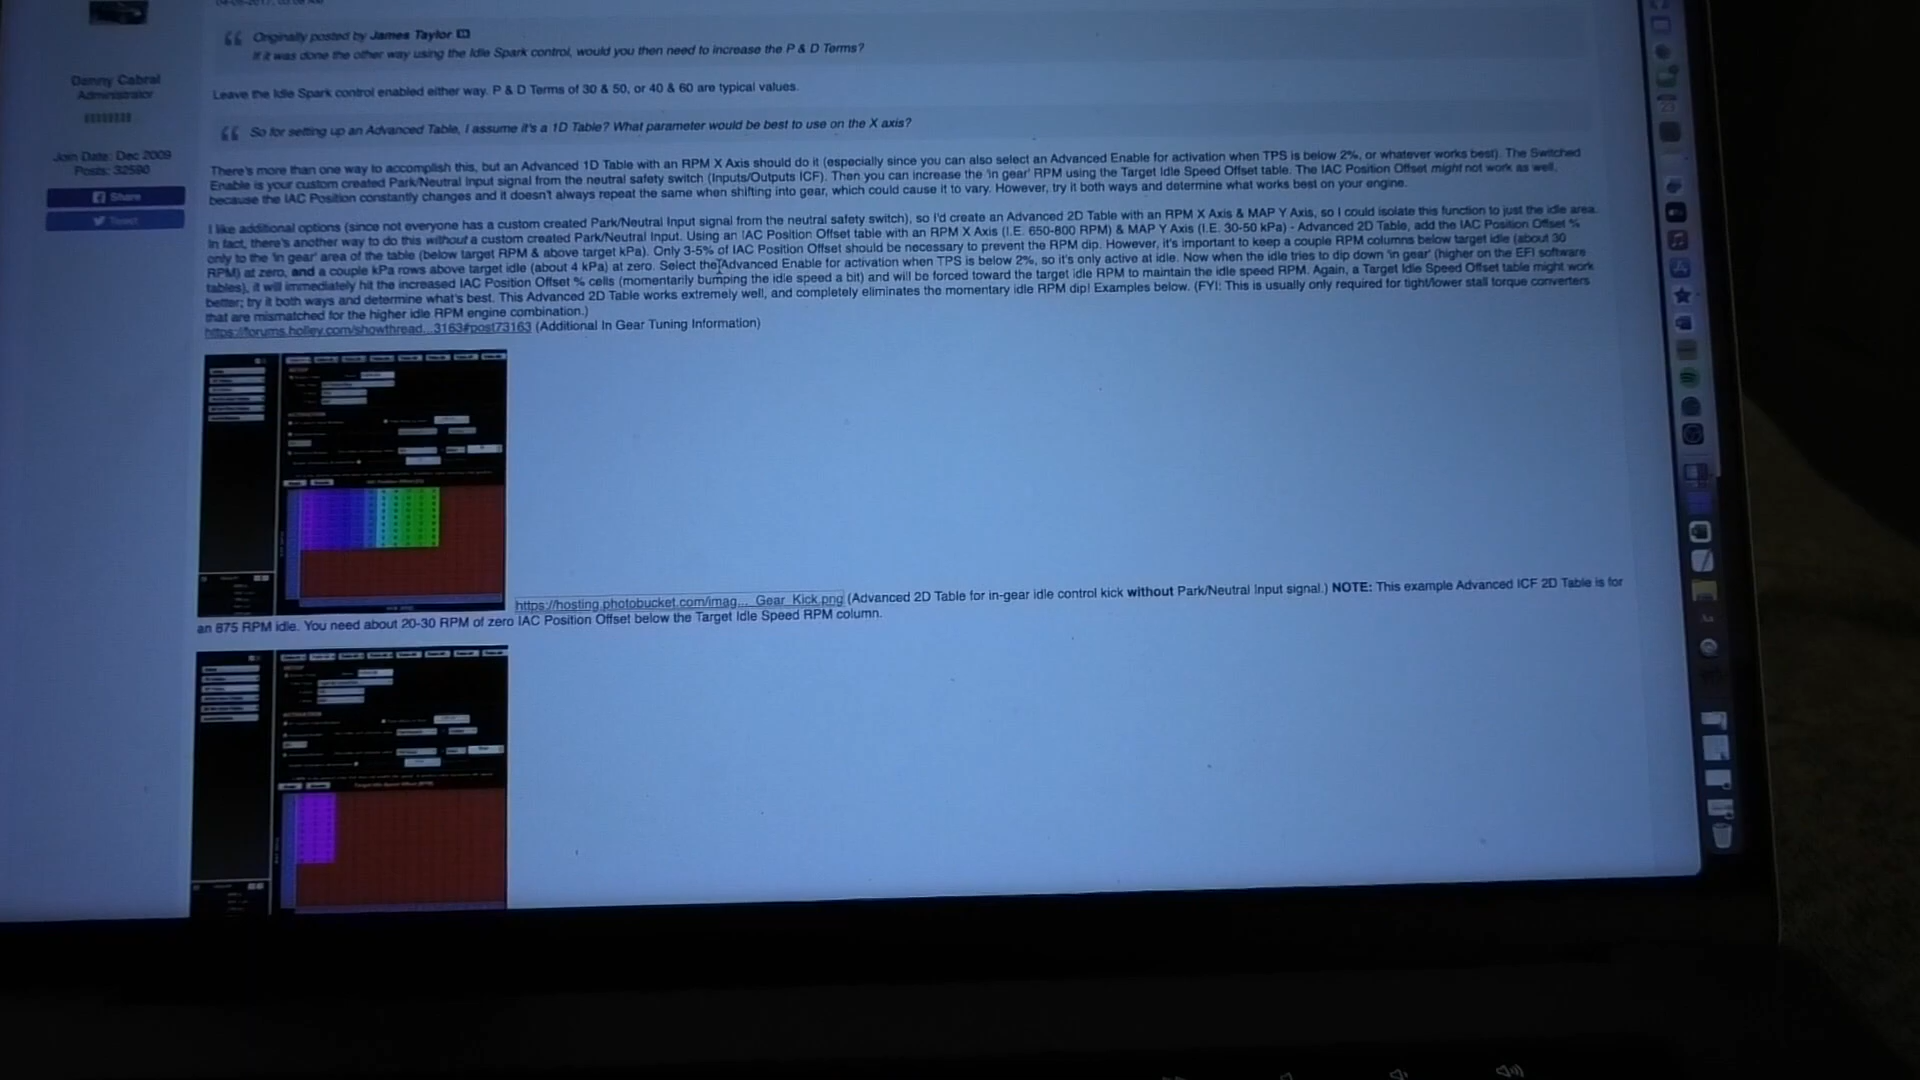 Originally posted by James Taylor
If it was done the other way using the Idle Spark control, would you then need to increase the P & D Terms?
Danny Cabral
Administrator
Leave the Idle Spark control enabled either way. P & D Terms of 30 & 50, or 40 & 60 are typical values.
So for setting up an Advanced Table, I assume it's a 1D Table? What parameter would be best to use on the X axis?
Join Date: Dec 2009
Posts: 32590
Share
Tweet
There's more than one way to accomplish this, but an Advanced 1D Table with an RPM X Axis should do it (especially since you can also select an Advanced Enable for activation when TPS is below 2%, or whatever works best). The Switched
Enable is your custom created Park/Neutral Input signal from the neutral safety switch (Inputs/Outputs ICF). Then you can increase the 'in gear' RPM using the Target Idle Speed Offset table. The IAC Position Offset might not work as well,
because the IAC Position constantly changes and it doesn't always repeat the same when shifting into gear, which could cause it to vary. However, try it both ways and determine what works best on your engine.
I like additional options (since not everyone has a custom created Park/Neutral Input signal from the neutral safety switch), so I'd create an Advanced 2D Table with an RPM X Axis & MAP Y Axis, so I could isolate this function to just the idle area.
In fact, there's another way to do this without a custom created Park/Neutral Input. Using an IAC Position Offset table with an RPM X Axis (I.E. 650-800 RPM) & MAP Y Axis (I.E. 30-50 kPa) - Advanced 2D Table, add the IAC Position Offset %
only to the 'in gear' area of the table (below target RPM & above target kPa). Only 3-5% of IAC Position Offset should be necessary to prevent the RPM dip. However, it's important to keep a couple RPM columns below target idle (about 30
RPM) at zero, and a couple kPa rows above target idle (about 4 kPa) at zero. Select the Advanced Enable for activation when TPS is below 2%, so it's only active at idle. Now when the idle tries to dip down 'in gear' (higher on the EFI software
tables), it will immediately hit the increased IAC Position Offset % cells (momentarily bumping the idle speed a bit) and will be forced toward the target idle RPM to maintain the idle speed RPM. Again, a Target Idle Speed Offset table might work
better; try it both ways and determine what's best. This Advanced 2D Table works extremely well, and completely eliminates the momentary idle RPM dip! Examples below. (FYI: This is usually only required for tight/lower stall torque converters
that are mismatched for the higher idle RPM engine combination.)
https://forums.holley.com/showthread...3163#post73163 (Additional In Gear Tuning Information)
https://hosting.photobucket.com/imag..._Gear_Kick.png (Advanced 2D Table for in-gear idle control kick without Park/Neutral Input signal.) NOTE: This example Advanced ICF 2D Table is for
an 875 RPM idle. You need about 20-30 RPM of zero IAC Position Offset below the Target Idle Speed RPM column.